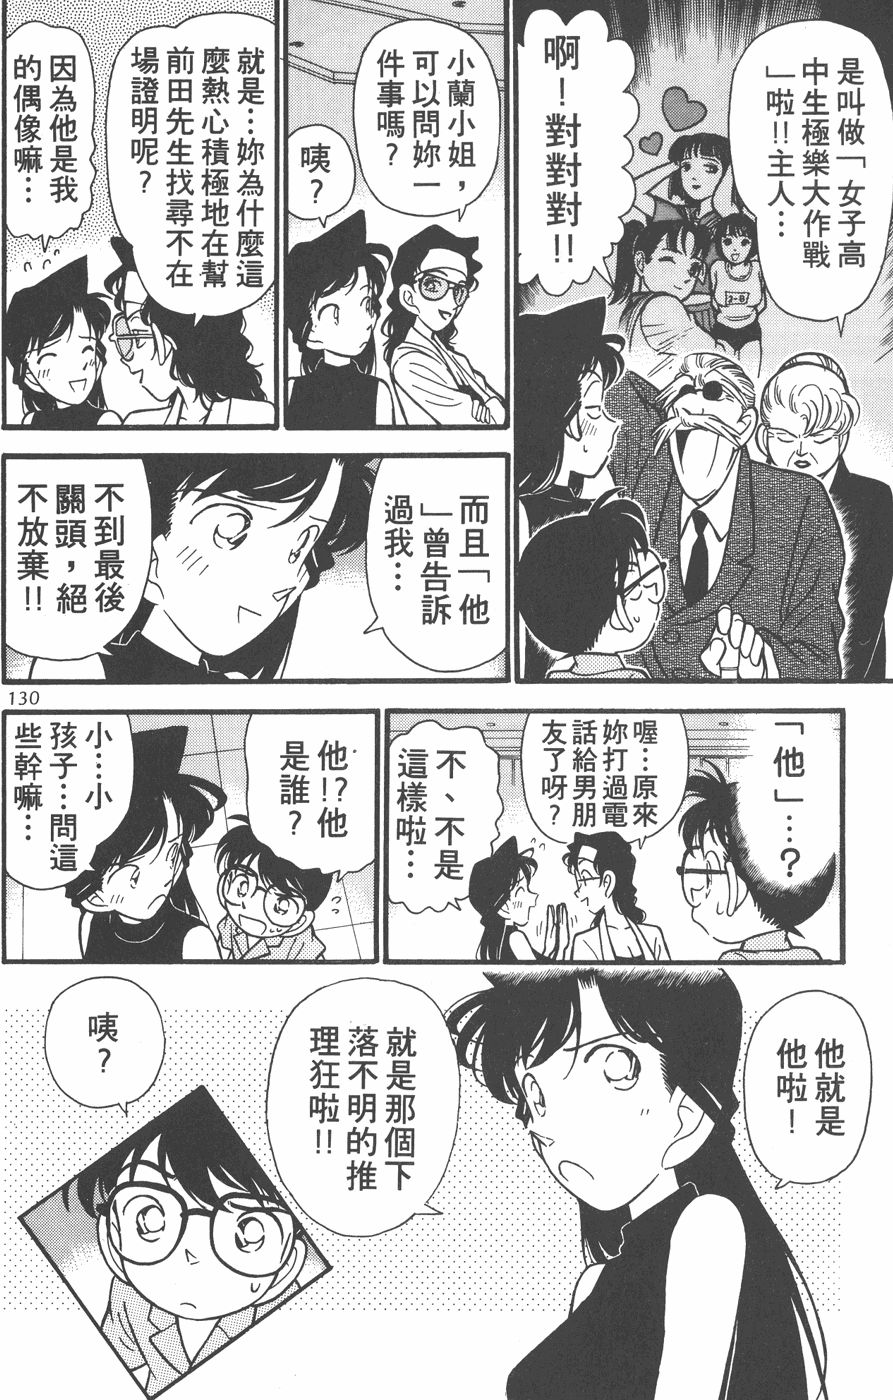 是叫做「女子高
中生極樂大作戰
」啦!!主人…
啊！對對對!!
小蘭小姐，
可以問妳一
件事嗎？
咦？
就是…妳為什麼這
麼熱心積極地在幫
前田先生找尋不在
場證明呢？
因為他是我
的偶像嘛…
而且「他
」曾告訴
過我…
不到最後
關頭，絕
不放棄!!
130
「他」…？
喔…原來
妳打過電
話給男朋
友了呀？
不、不是
這樣啦…
他!?他
是誰？
小…小
孩子…問這
些幹嘛…
他就是
他啦！
就是那個下
落不明的推
理狂啦!!
咦？